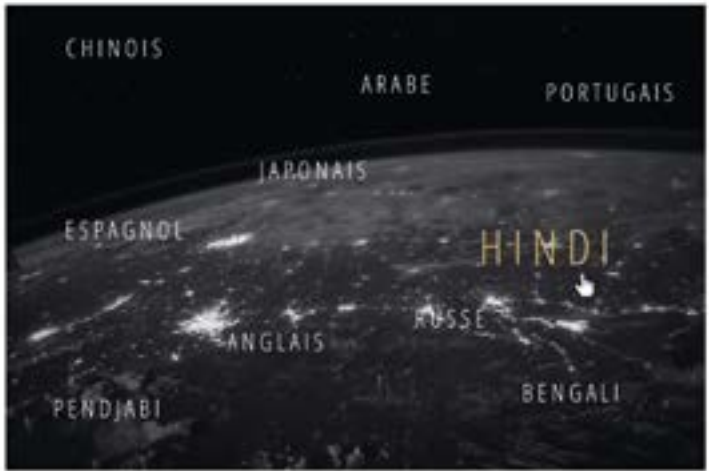 CHINOIS
ARABE
PORTUGAIS
JAPONAIS
ESPAGNOL
HINDI
RUSSE
ANGLAIS
BENGALI
PENDJABI